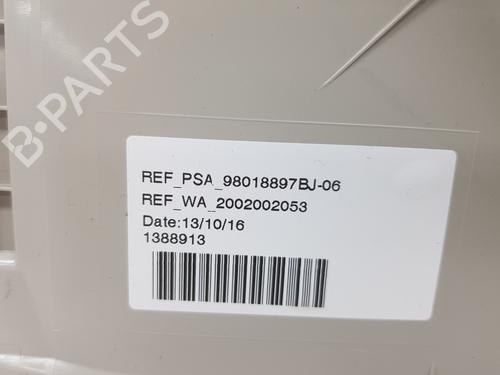 B-PARTS
REF_PSA_98018897BJ-06
REF_WA_2002002053
Date:13/10/16
1388913